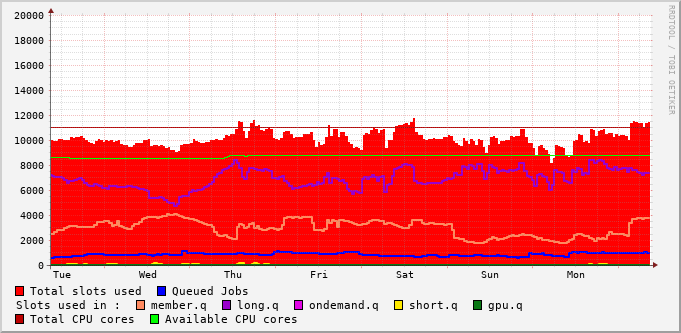 RRDTOOL / TOBI OETIKER
20000
18000
16000
14000
12000
10000
8000
6000
4000
2000
0
Tue Wed Thu Fri Sat Sun Mon
Total slots used Queued Jobs
Slots used in : member.q long.q ondemand.q short.q gpu.q
Total CPU cores Available CPU cores